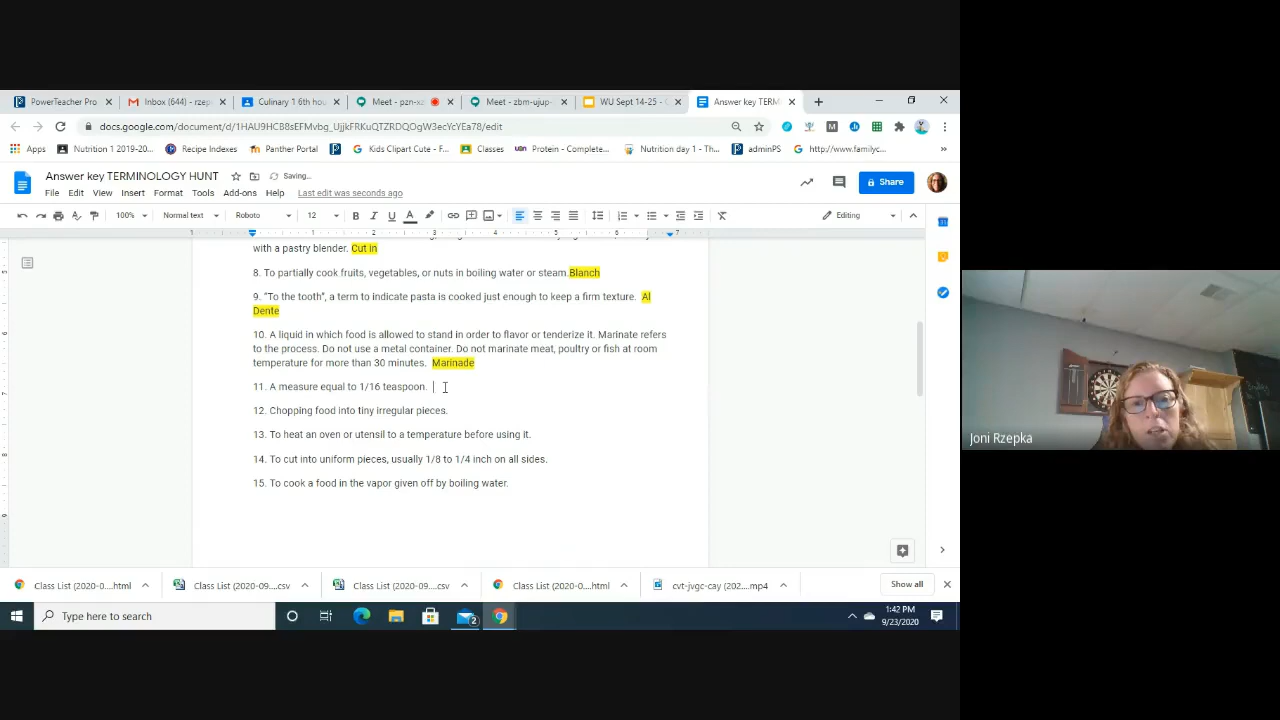 PowerTeacher Pro
Inbox (644) - rzep
Culinary 1 6th hou
Meet - pzn-xa
Meet - zbm-ujup-
WU Sept 14-25 - C
Answer key TERM
docs.google.com/document/d/1HAU9HCB8sEFMvbg_UjjkFRKuQTZRDQOgW3ecYcYEa78/edit
Apps
Nutrition 1 2019-20...
Recipe Indexes
Panther Portal
Kids Clipart Cute - F...
Classes
Protein - Complete...
Nutrition day 1 - Th...
adminPS
http://www.familyc...
Answer key TERMINOLOGY HUNT
Saving...
File Edit View Insert Format Tools Add-ons Help Last edit was seconds ago
Share
100% Normal text Roboto 12
Editing
with a pastry blender. Cut in
8. To partially cook fruits, vegetables, or nuts in boiling water or steam.Blanch
9. “To the tooth”, a term to indicate pasta is cooked just enough to keep a firm texture. Al
Dente
10. A liquid in which food is allowed to stand in order to flavor or tenderize it. Marinate refers
to the process. Do not use a metal container. Do not marinate meat, poultry or fish at room
temperature for more than 30 minutes. Marinade
11. A measure equal to 1/16 teaspoon.
12. Chopping food into tiny irregular pieces.
13. To heat an oven or utensil to a temperature before using it.
14. To cut into uniform pieces, usually 1/8 to 1/4 inch on all sides.
15. To cook a food in the vapor given off by boiling water.
Joni Rzepka
Class List (2020-0....html
Class List (2020-09....csv
Class List (2020-09....csv
Class List (2020-0....html
cvt-jvgc-cay (202....mp4
Show all
Type here to search
2
1:42 PM
9/23/2020